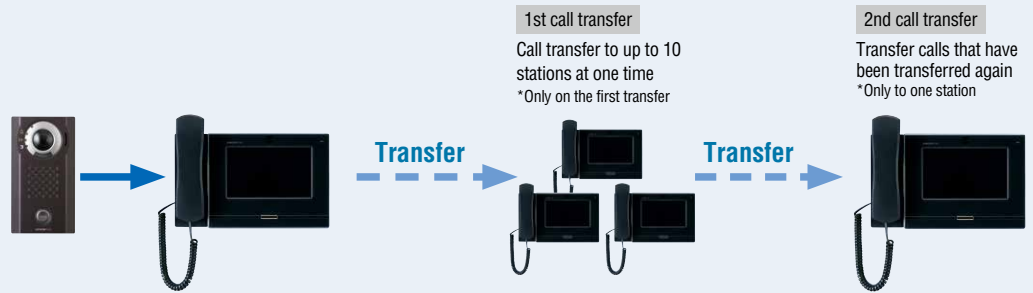 1st call transfer
Call transfer to up to 10
stations at one time
*Only on the first transfer
2nd call transfer
Transfer calls that have
been transferred again
*Only to one station
Transfer
Transfer